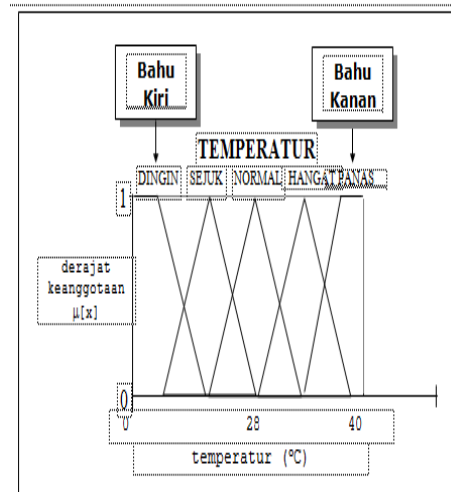 Bahu
Kiri
Bahu
Kanan
TEMPERATUR
DINGIN SEJUK NORMAL HANGAT PANAS
1
derajat
keanggotaan
μ[x]
0
0 28 40
temperatur (°C)